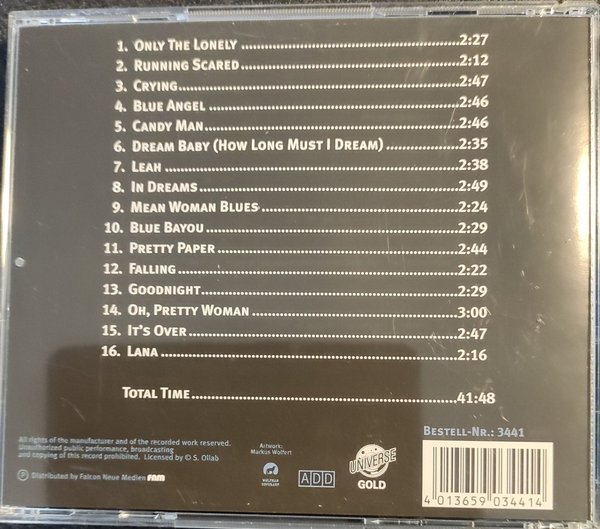 1. Only The Lonely 2:27
2. Running Scared 2:12
3. Crying 2:47
4. Blue Angel 2:46
5. Candy Man 2:46
6. Dream Baby (How Long Must I Dream) 2:35
7. Leah 2:38
8. In Dreams 2:49
9. Mean Woman Blues 2:24
10. Blue Bayou 2:29
11. Pretty Paper 2:44
12. Falling 2:22
13. Goodnight 2:29
14. Oh, Pretty Woman 3:00
15. It's Over 2:47
16. Lana 2:16
Total Time 41:48
Bestell-Nr.: 3441
All rights of the manufacturer and of the recorded work reserved.
Unauthorized public performance, broadcasting
and copying of this record prohibited. Licensed by © S. Ollab
Ⓟ Distributed by Falcon Neue Medien FNM
Artwork:
Markus Wolfert
ADD
UNIVERSE
GOLD
4 013659 034414